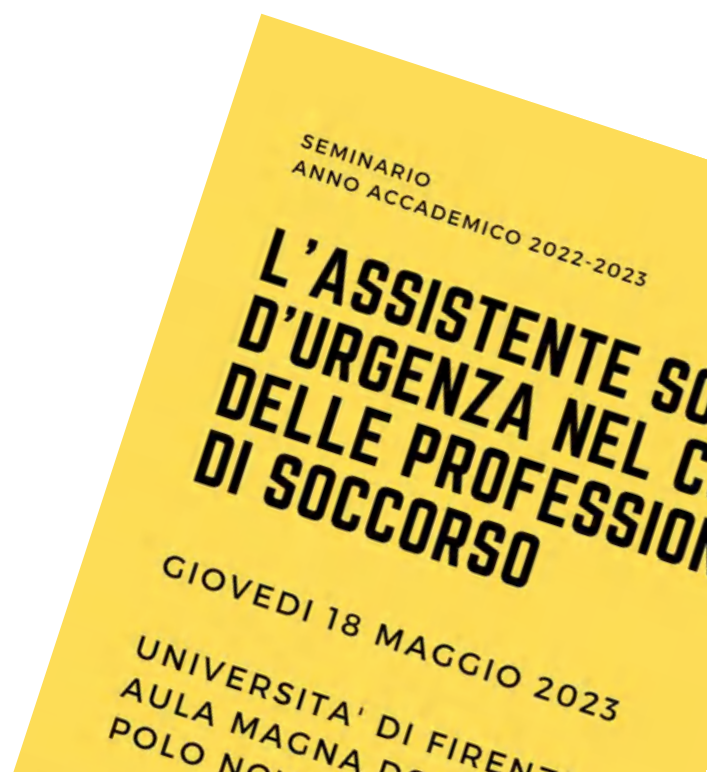 SEMINARIO
ANNO ACCADEMICO 2022-2023
L'ASSISTENTE
D'URGENZA NEL
DELLE
DI SOCCORSO
GIOVEDI 18 MAGGIO 2023
UNIVERSITA' DI
AULA MAGNA
POLO